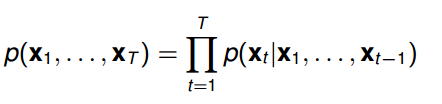 p(x₁, . . . , x_T) = ∏_{t=1}^{T} p(x_t|x₁, . . . , x_{t−1})